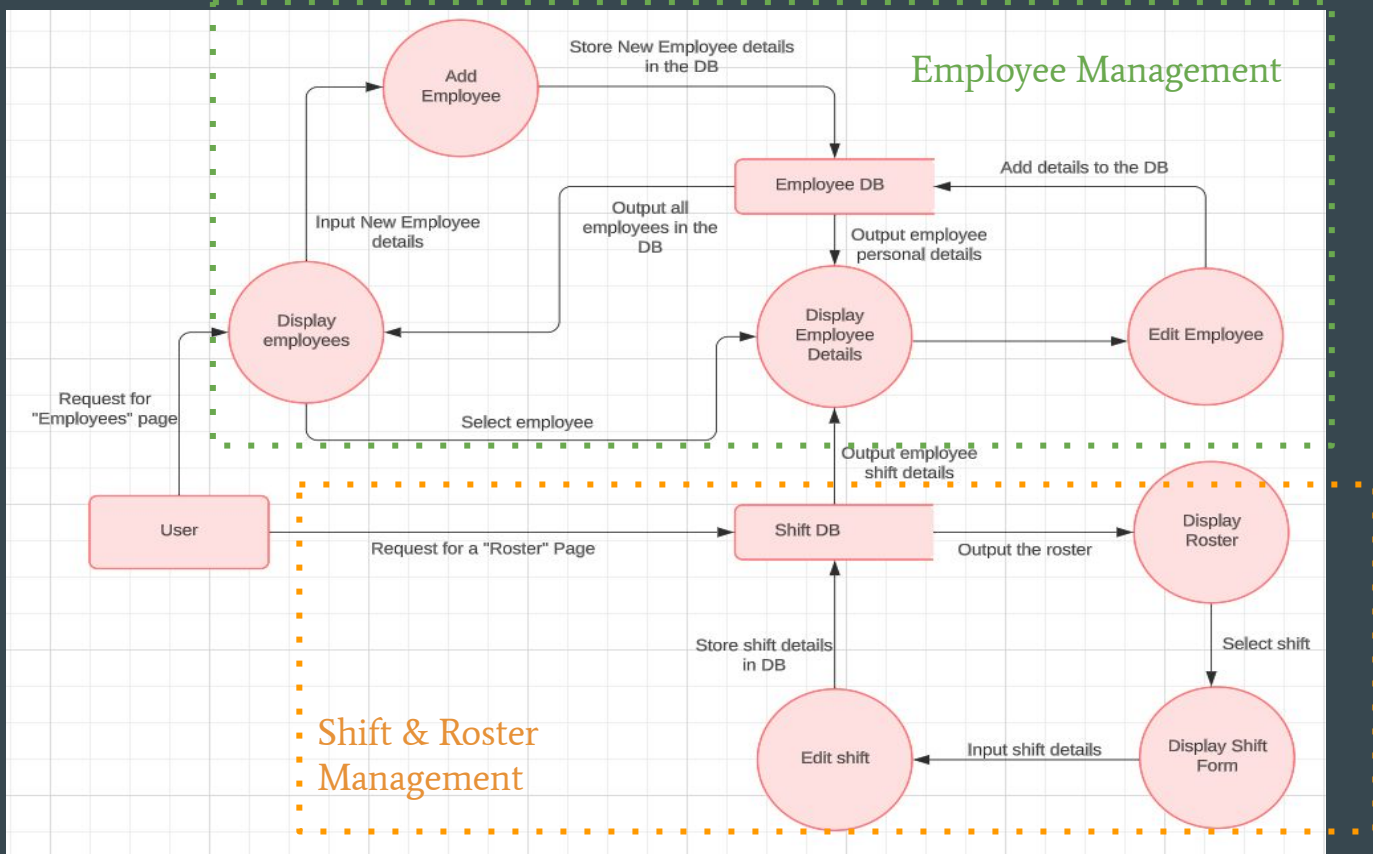 Employee Management
Add
Employee
Store New Employee details
in the DB
Employee DB
Add details to the DB
Input New Employee
details
Output all
employees in the
DB
Output employee
personal details
Display
employees
Display
Employee
Details
Edit Employee
Request for
"Employees" page
Select employee
Output employee
shift details
User
Request for a "Roster" Page
Shift DB
Output the roster
Display
Roster
Store shift details
in DB
Select shift
Shift & Roster
Management
Edit shift
Input shift details
Display Shift
Form